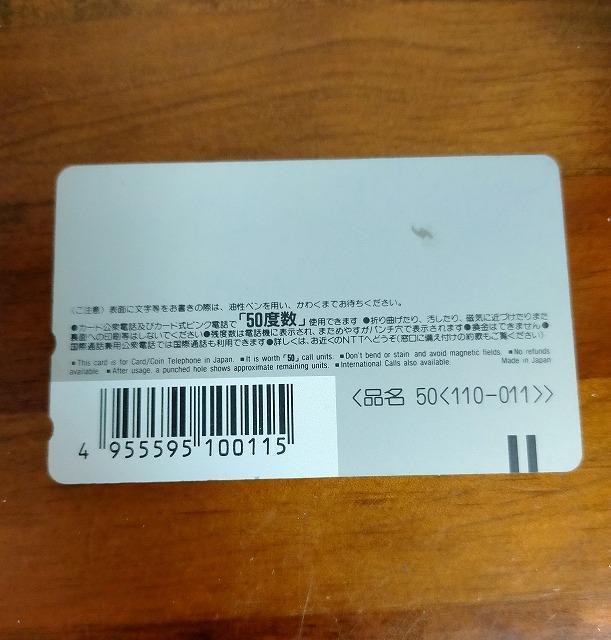 〈ご注意〉表面に文字等をお書きの際は、油性ペンを用い、かわくまでお待ちください。
●カード公衆電話及びカード式ピンク電話で「50度数」使用できます ●折り曲げたり、汚したり、磁気に近づけたりまた
裏面への印刷等はしないでください●残度数は電話機に表示され、まためやすがパンチ穴で表示されます●換金はできません●
国際通話兼用公衆電話では国際通話も利用できます●詳しくは、お近くのNTTへどうぞ(窓口に備え付けの約款もご覧ください)
■This card is for Card/Coin Telephone in Japan. ■It is worth「50」call units. ■Don't bend or stain and avoid magnetic fields. ■No refunds
available. ■After usage, a punched hole shows approximate remaining units. ■International Calls also available. Made in Japan
〈品名 50〈110-011〉〉
4 955595 100115